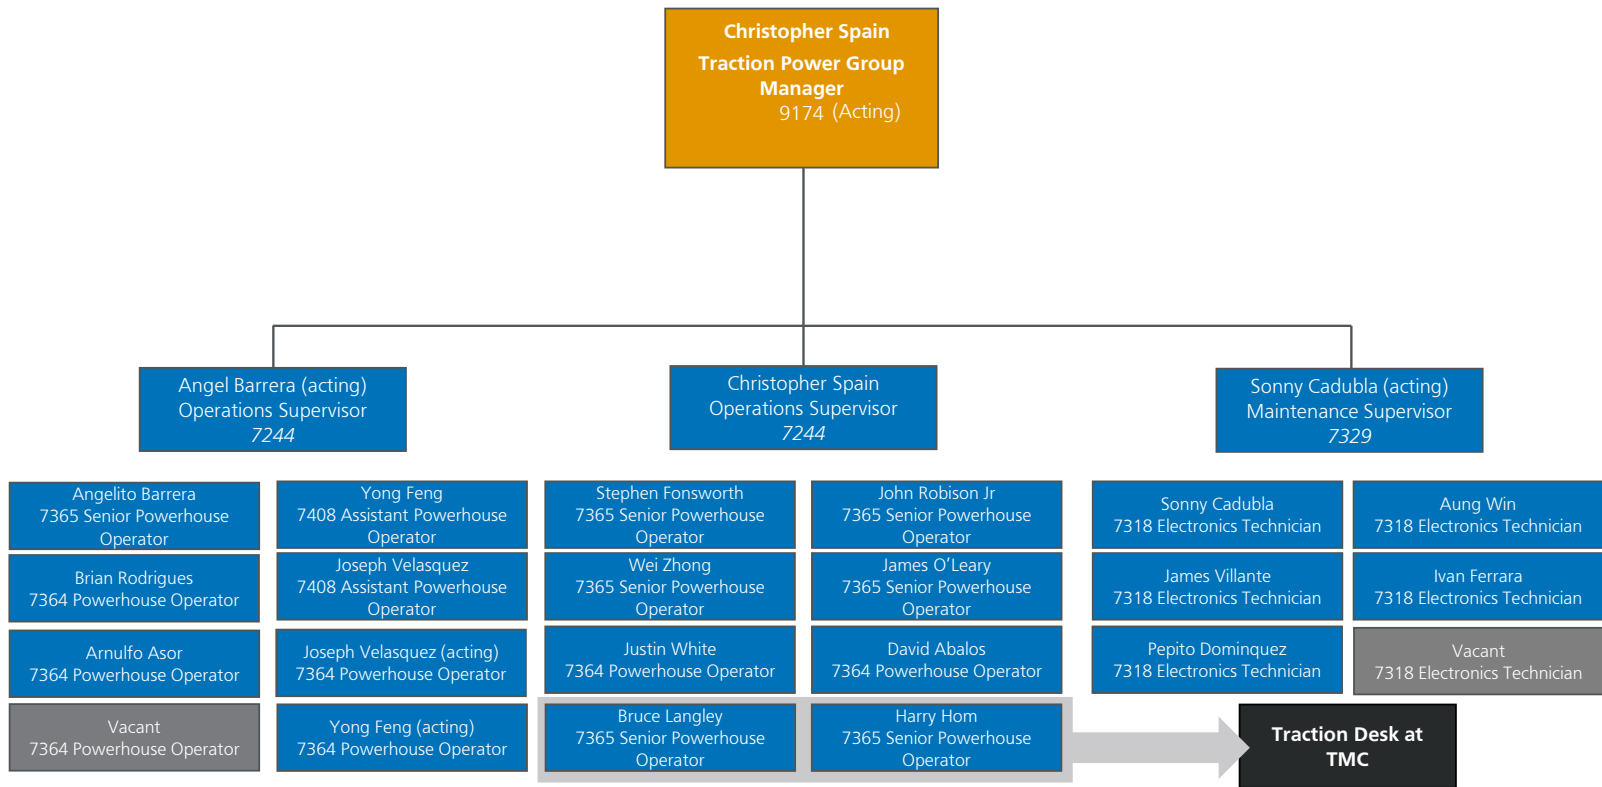 Christopher Spain
Traction Power Group
Manager
9174 (Acting)
Angel Barrera (acting)
Operations Supervisor
7244
Christopher Spain
Operations Supervisor
7244
Sonny Cadubla (acting)
Maintenance Supervisor
7329
Angelito Barrera
7365 Senior Powerhouse
Operator
Brian Rodrigues
7364 Powerhouse Operator
Arnulfo Asor
7364 Powerhouse Operator
Vacant
7364 Powerhouse Operator
Yong Feng
7408 Assistant Powerhouse
Operator
Joseph Velasquez
7408 Assistant Powerhouse
Operator
Joseph Velasquez (acting)
7364 Powerhouse Operator
Yong Feng (acting)
7364 Powerhouse Operator
Stephen Fonsworth
7365 Senior Powerhouse
Operator
Wei Zhong
7365 Senior Powerhouse
Operator
Justin White
7364 Powerhouse Operator
Bruce Langley
7365 Senior Powerhouse
Operator
John Robison Jr
7365 Senior Powerhouse
Operator
James O’Leary
7365 Senior Powerhouse
Operator
David Abalos
7364 Powerhouse Operator
Harry Hom
7365 Senior Powerhouse
Operator
Sonny Cadubla
7318 Electronics Technician
James Villante
7318 Electronics Technician
Pepito Dominquez
7318 Electronics Technician
Aung Win
7318 Electronics Technician
Ivan Ferrara
7318 Electronics Technician
Vacant
7318 Electronics Technician
Traction Desk at
TMC